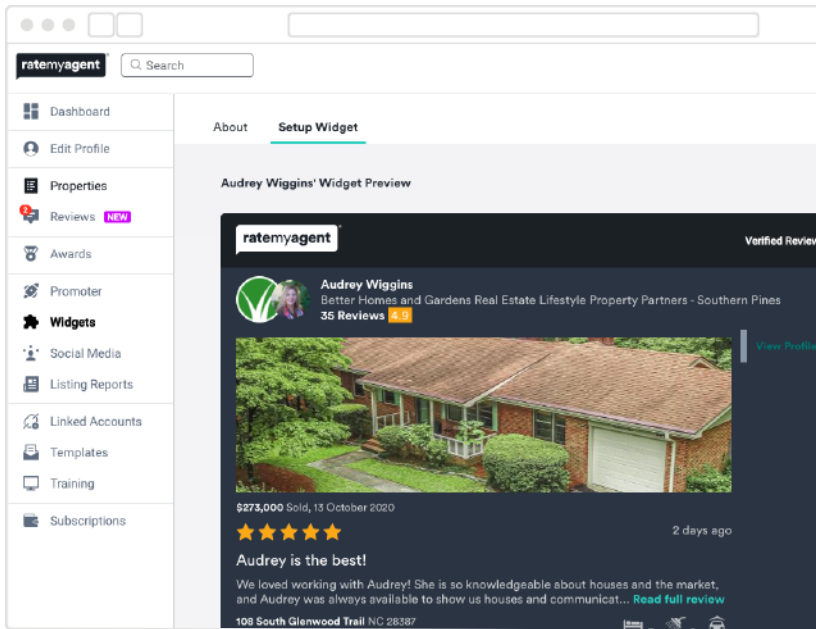 ratemyagent
Search
Dashboard
Edit Profile
Properties
2
Reviews NEW
Awards
Promoter
Widgets
Social Media
Listing Reports
Linked Accounts
Templates
Training
Subscriptions
About Setup Widget
Audrey Wiggins' Widget Preview
ratemyagent
Verified Review
Audrey Wiggins
Better Homes and Gardens Real Estate Lifestyle Property Partners - Southern Pines
35 Reviews 4.9
View Profile
$273,000 Sold, 13 October 2020
2 days ago
Audrey is the best!
We loved working with Audrey! She is so knowledgeable about houses and the market,
and Audrey was always available to show us houses and communicat... Read full review
108 South Glenwood Trail NC 28387